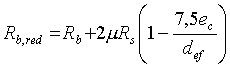 R_{b,red} = R_b + 2μR_s (1 − 7,5e_c / d_{ef})